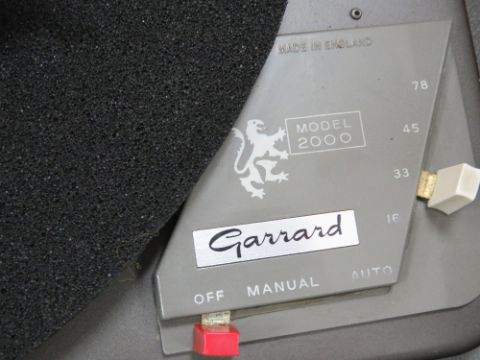 MADE IN ENGLAND
78
MODEL
2000
45
33
16
Garrard
OFF MANUAL AUTO